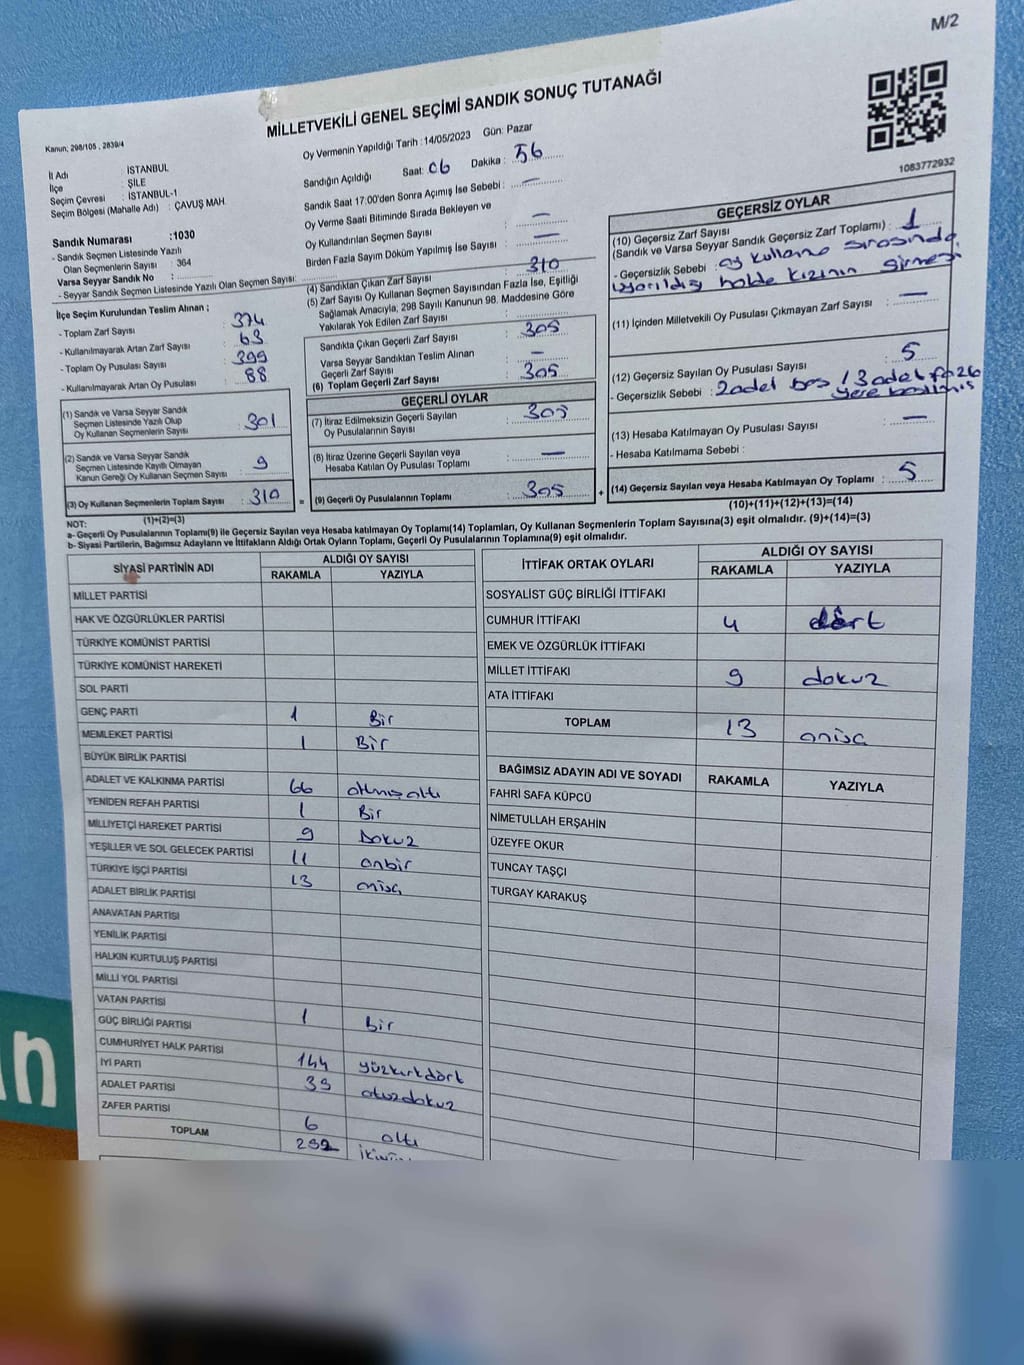 M/2
MİLLETVEKİLİ GENEL SEÇİMİ SANDIK SONUÇ TUTANAĞI
Kanun; 298/105 , 2839/4
İl Adı : İSTANBUL
İlçe : ŞİLE
Seçim Çevresi : İSTANBUL-1
Seçim Bölgesi (Mahalle Adı) : ÇAVUŞ MAH.
Sandık Numarası :1030
- Sandık Seçmen Listesinde Yazılı
Olan Seçmenlerin Sayısı : 364
Varsa Seyyar Sandık No :
- Seyyar Sandık Seçmen Listesinde Yazılı Olan Seçmen Sayısı:
Oy Vermenin Yapıldığı Tarih : 14/05/2023 Gün: Pazar
Sandığın Açıldığı Saat: 06 Dakika : 56
Sandık Saat 17:00'den Sonra Açımış İse Sebebi : —
Oy Verme Saati Bitiminde Sırada Bekleyen ve
Oy Kullandırılan Seçmen Sayısı : —
Birden Fazla Sayım Döküm Yapılmış İse Sayısı : —
1083772932
İlçe Seçim Kurulundan Teslim Alınan ;
- Toplam Zarf Sayısı : 374
- Kullanılmayarak Artan Zarf Sayısı : 63
- Toplam Oy Pusulası Sayısı : 399
- Kullanılmayarak Artan Oy Pusulası : 88
(1) Sandık ve Varsa Seyyar Sandık
Seçmen Listesinde Yazılı Olup
Oy Kullanan Seçmenlerin Sayısı : 301
(2) Sandık ve Varsa Seyyar Sandık
Seçmen Listesinde Kayıtlı Olmayan
Kanun Gereği Oy Kullanan Seçmen Sayısı : 9
(3) Oy Kullanan Seçmenlerin Toplam Sayısı : 310
(1)+(2)=(3)
(4) Sandıktan Çıkan Zarf Sayısı : 310
(5) Zarf Sayısı Oy Kullanan Seçmen Sayısından Fazla İse, Eşitliği
Sağlamak Amacıyla, 298 Sayılı Kanunun 98. Maddesine Göre
Yakılarak Yok Edilen Zarf Sayısı :
Sandıkta Çıkan Geçerli Zarf Sayısı : 305
Varsa Seyyar Sandıktan Teslim Alınan
Geçerli Zarf Sayısı : —
(6) Toplam Geçerli Zarf Sayısı : 305
GEÇERLİ OYLAR
(7) İtiraz Edilmeksizin Geçerli Sayılan
Oy Pusulalarının Sayısı : 305
(8) İtiraz Üzerine Geçerli Sayılan veya
Hesaba Katılan Oy Pusulası Toplamı : —
= (9) Geçerli Oy Pusulalarının Toplamı : 305 +
GEÇERSİZ OYLAR
(10) Geçersiz Zarf Sayısı
(Sandık ve Varsa Seyyar Sandık Geçersiz Zarf Toplamı) : 1
- Geçersizlik Sebebi : oy kullanma sırasında
uyarıldığı halde kızının girmesi
(11) İçinden Milletvekili Oy Pusulası Çıkmayan Zarf Sayısı : —
(12) Geçersiz Sayılan Oy Pusulası Sayısı : 5
- Geçersizlik Sebebi : 2 adet boş / 3 adet fazla
yere basılmış
(13) Hesaba Katılmayan Oy Pusulası Sayısı : —
- Hesaba Katılmama Sebebi :
(14) Geçersiz Sayılan veya Hesaba Katılmayan Oy Toplamı : 5
(10)+(11)+(12)+(13)=(14)
NOT:
a- Geçerli Oy Pusulalarının Toplamı(9) ile Geçersiz Sayılan veya Hesaba katılmayan Oy Toplamı(14) Toplamları, Oy Kullanan Seçmenlerin Toplam Sayısına(3) eşit olmalıdır. (9)+(14)=(3)
b- Siyasi Partilerin, Bağımsız Adayların ve İttifakların Aldığı Ortak Oyların Toplamı, Geçerli Oy Pusulalarının Toplamına(9) eşit olmalıdır.
SİYASİ PARTİNİN ADI ALDIĞI OY SAYISI
RAKAMLA YAZIYLA
MİLLET PARTİSİ
HAK VE ÖZGÜRLÜKLER PARTİSİ
TÜRKİYE KOMÜNİST PARTİSİ
TÜRKİYE KOMÜNİST HAREKETİ
SOL PARTİ
GENÇ PARTİ 1 Bir
MEMLEKET PARTİSİ 1 Bir
BÜYÜK BİRLİK PARTİSİ
ADALET VE KALKINMA PARTİSİ 66 altmışaltı
YENİDEN REFAH PARTİSİ 1 Bir
MİLLİYETÇİ HAREKET PARTİSİ 9 Dokuz
YEŞİLLER VE SOL GELECEK PARTİSİ 11 onbir
TÜRKİYE İŞÇİ PARTİSİ 13 onüç
ADALET BİRLİK PARTİSİ
ANAVATAN PARTİSİ
YENİLİK PARTİSİ
HALKIN KURTULUŞ PARTİSİ
MİLLİ YOL PARTİSİ
VATAN PARTİSİ
GÜÇ BİRLİĞİ PARTİSİ 1 Bir
CUMHURİYET HALK PARTİSİ 144 yüzkırkdört
İYİ PARTİ 39 otuzdokuz
ADALET PARTİSİ
ZAFER PARTİSİ 6 altı
TOPLAM 292
İTTİFAK ORTAK OYLARI ALDIĞI OY SAYISI
RAKAMLA YAZIYLA
SOSYALİST GÜÇ BİRLİĞİ İTTİFAKI
CUMHUR İTTİFAKI 4 dört
EMEK VE ÖZGÜRLÜK İTTİFAKI
MİLLET İTTİFAKI 9 dokuz
ATA İTTİFAKI
TOPLAM 13 onüç
BAĞIMSIZ ADAYIN ADI VE SOYADI RAKAMLA YAZIYLA
FAHRİ SAFA KÜPCÜ
NİMETULLAH ERŞAHİN
ÜZEYFE OKUR
TUNCAY TAŞÇI
TURGAY KARAKUŞ